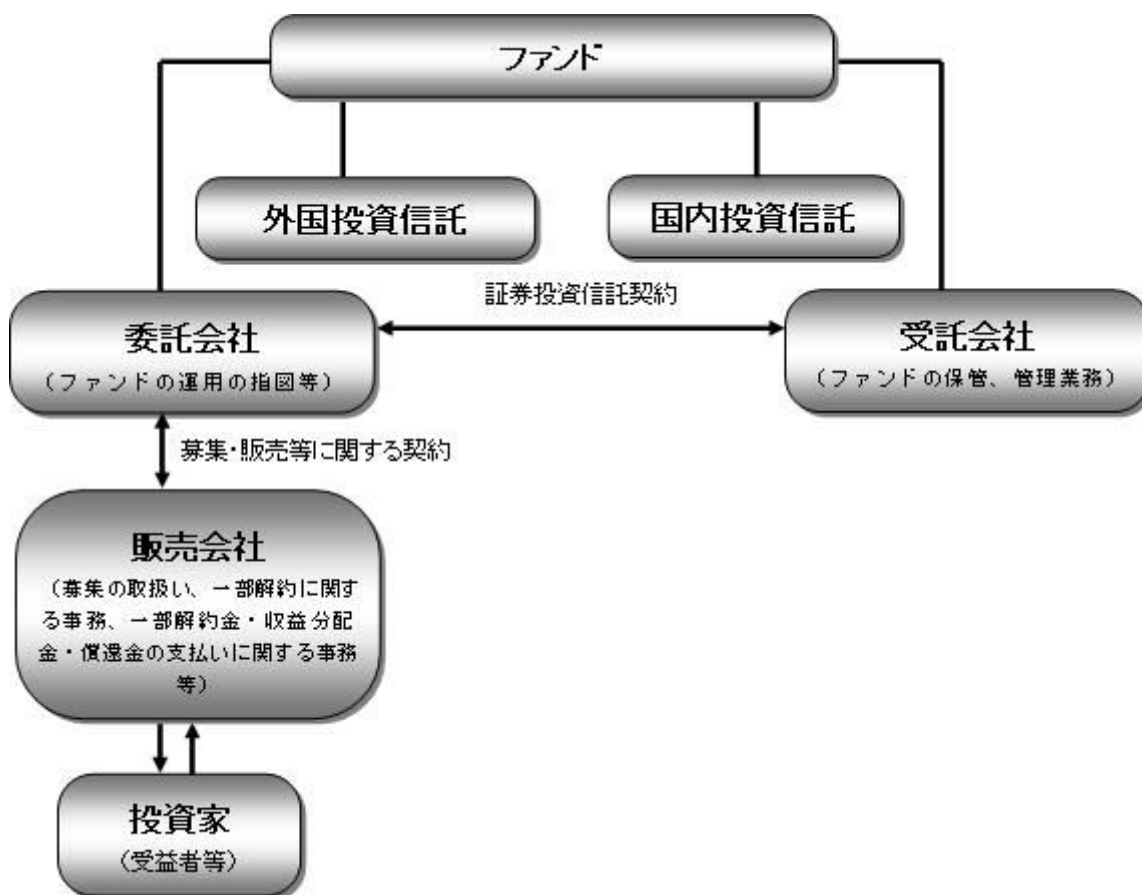 ファンド
外国投資信託
国内投資信託
証券投資信託契約
委託会社
（ファンドの運用の指図等）
受託会社
（ファンドの保管、管理業務）
募集・販売等に関する契約
販売会社
（募集の取扱い、一部解約に関す
る事務、一部解約金・収益分配
金・償還金の支払いに関する事務
等）
投資家
（受益者等）